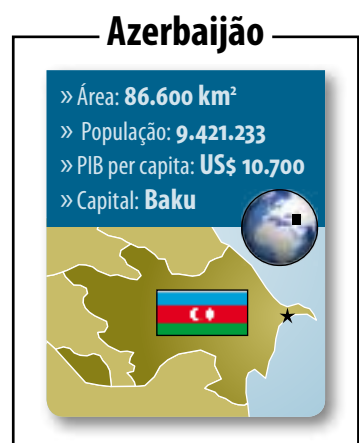 Azerbaijão
» Área: 86.600 km²
» População: 9.421.233
» PIB per capita: US$ 10.700
» Capital: Baku